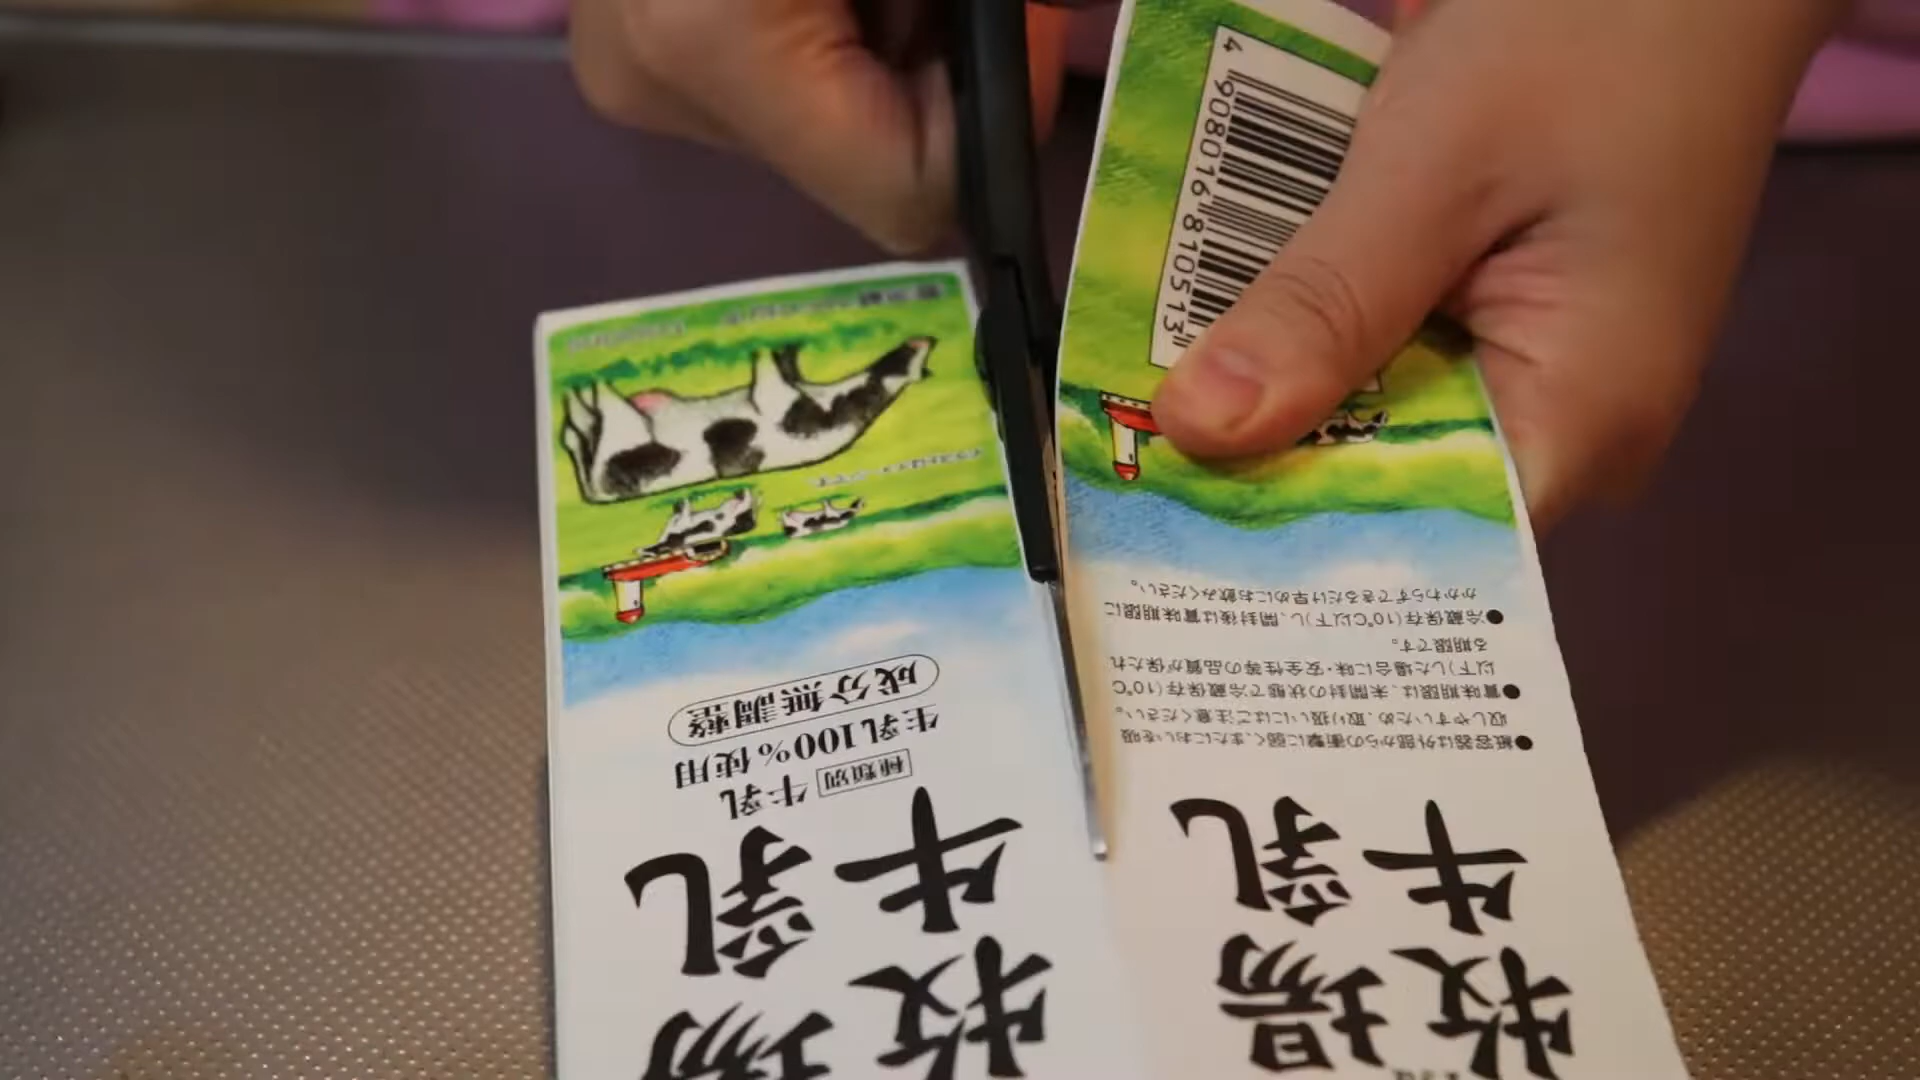 牧場
牛乳
●紙容器は外部からの衝撃に弱く、またにおいを吸
収しやすいため、取り扱いにはご注意ください。
●賞味期限は、未開封の状態で冷蔵保存(10℃
以下)した場合に味・安全性等の品質が保たれ
る期限です。
●冷蔵保存(10℃以下)し、開封後は賞味期限に
かかわらずできるだけ早めにお飲みください。
4 908016 810513
牧場
牛乳
種類別 牛乳
生乳100%使用
成分無調整